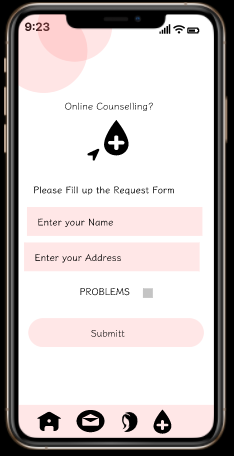 9:23
Online Counselling?
Please Fill up the Request Form
Enter your Name
Enter your Address
PROBLEMS
Submitt